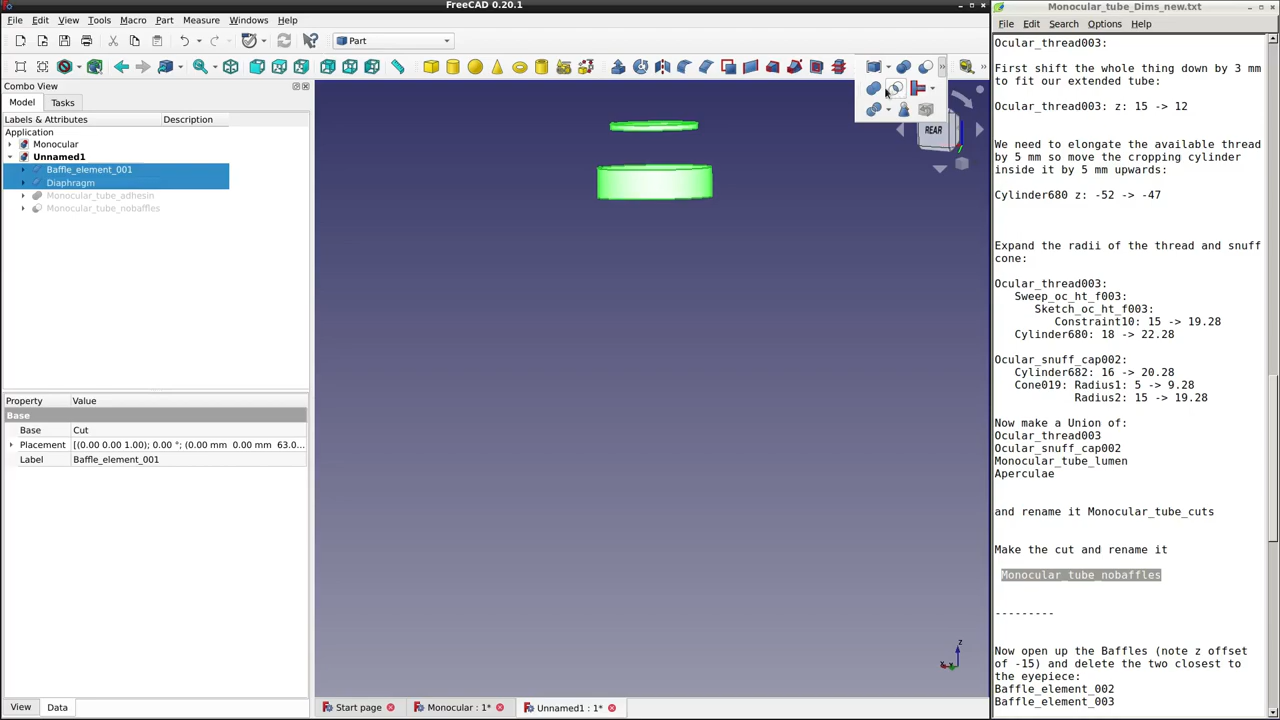 FreeCAD 0.20.1
File Edit View Tools Macro Part Measure Windows Help
Part
Combo View
Model Tasks
Labels & Attributes Description
Application
Monocular
Unnamed1
Baffle_element_001
Diaphragm
Monocular_tube_adhesin
Monocular_tube_nobaffles
Property Value
Base
Base Cut
Placement [(0.00 0.00 1.00); 0.00 °; (0.00 mm 0.00 mm 63.0...
Label Baffle_element_001
View Data
REAR
z
x
Start page Monocular : 1* Unnamed1 : 1*
Monocular_tube_Dims_new.txt
File Edit Search Options Help
Ocular_thread003:
First shift the whole thing down by 3 mm
to fit our extended tube:
Ocular_thread003: z: 15 -> 12
We need to elongate the available thread
by 5 mm so move the cropping cylinder
inside it by 5 mm upwards:
Cylinder680 z: -52 -> -47
Expand the radii of the thread and snuff
cone:
Ocular_thread003:
Sweep_oc_ht_f003:
Sketch_oc_ht_f003:
Constraint10: 15 -> 19.28
Cylinder680: 18 -> 22.28
Ocular_snuff_cap002:
Cylinder682: 16 -> 20.28
Cone019: Radius1: 5 -> 9.28
Radius2: 15 -> 19.28
Now make a Union of:
Ocular_thread003
Ocular_snuff_cap002
Monocular_tube_lumen
Aperculae
and rename it Monocular_tube_cuts
Make the cut and rename it
Monocular_tube_nobaffles
---------
Now open up the Baffles (note z offset
of -15) and delete the two closest to
the eyepiece:
Baffle_element_002
Baffle_element_003